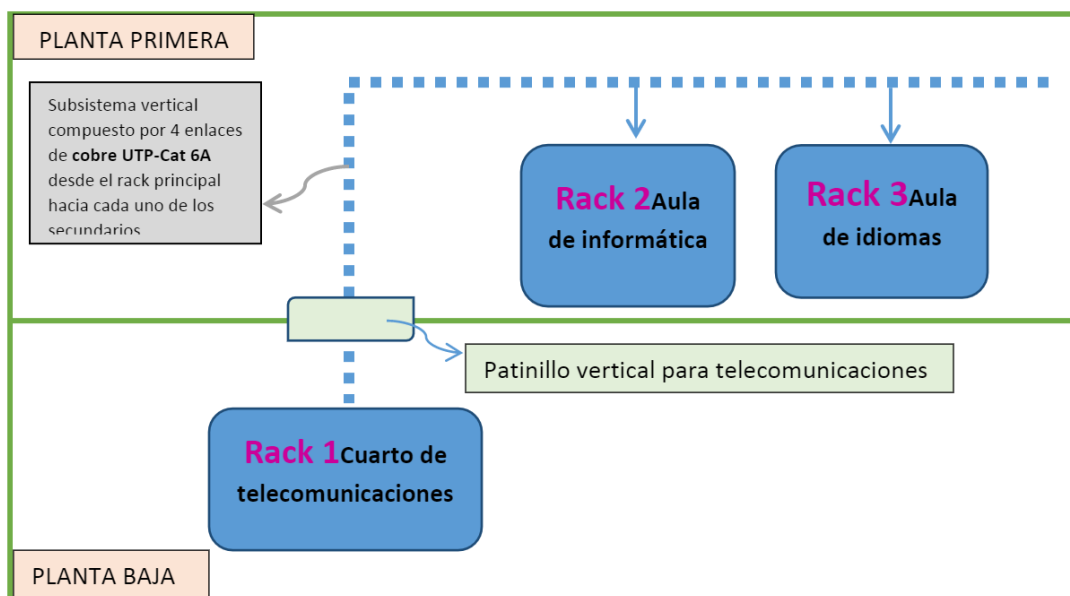 PLANTA PRIMERA
Subsistema vertical
compuesto por 4 enlaces
de cobre UTP-Cat 6A
desde el rack principal
hacia cada uno de los
secundarios
Rack 2Aula
de informática
Rack 3Aula
de idiomas
Patinillo vertical para telecomunicaciones
Rack 1Cuarto de
telecomunicaciones
PLANTA BAJA